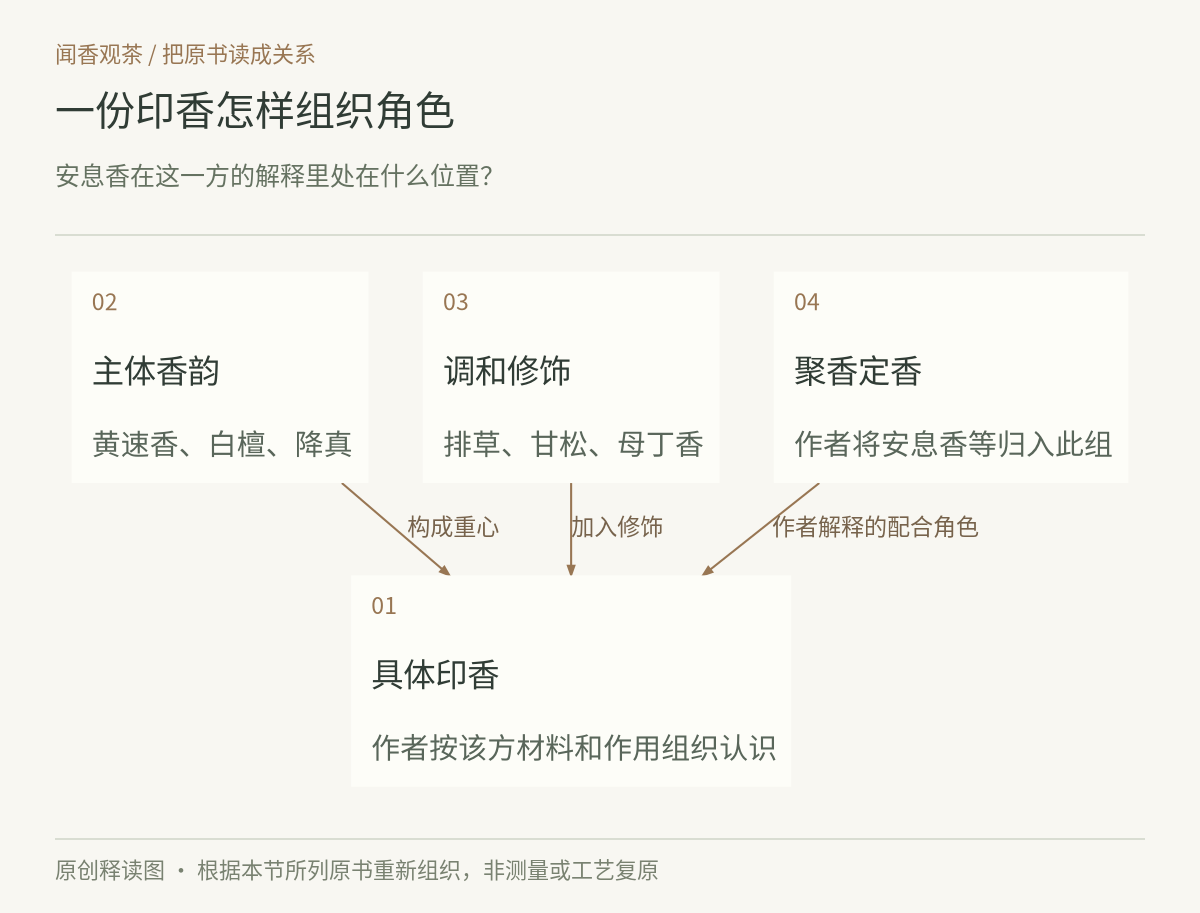 闻香观茶 / 把原书读成关系
一份印香怎样组织角色
安息香在这一方的解释里处在什么位置？
02
主体香韵
黄速香、白檀、降真
03
调和修饰
排草、甘松、母丁香
04
聚香定香
作者将安息香等归入此组
构成重心
加入修饰
作者解释的配合角色
01
具体印香
作者按该方材料和作用组织认识
原创释读图 · 根据本节所列原书重新组织，非测量或工艺复原